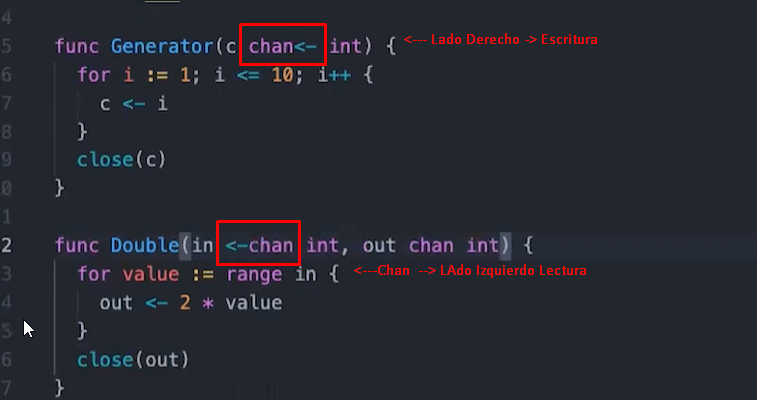 4
5 func Generator(c chan<- int) { <--- Lado Derecho -> Escritura
6 for i := 1; i <= 10; i++ {
7 c <- i
8 }
9 close(c)
0 }
1
2 func Double(in <-chan int, out chan int) {
3 for value := range in { <---Chan --> LAdo Izquierdo Lectura
4 out <- 2 * value
5 }
6 close(out)
7 }